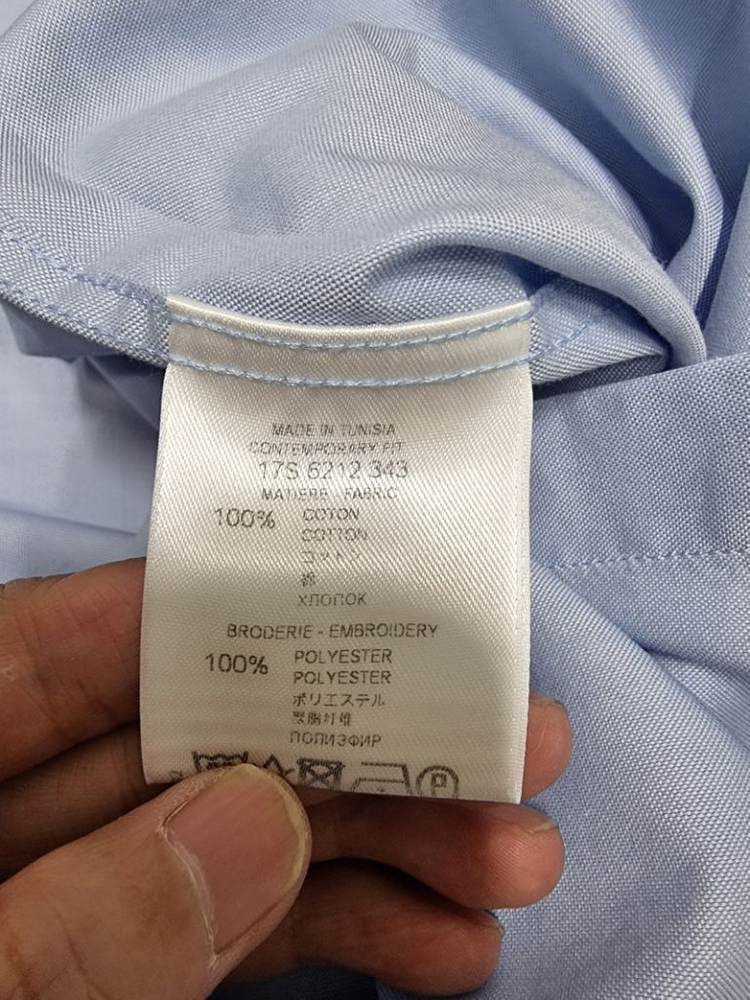 MADE IN TUNISIA
CONTEMPORARY FIT
17S 6212 343
MATIERE - FABRIC
100% COTON
COTTON
コットン
棉
ХЛОПОК
BRODERIE - EMBROIDERY
100% POLYESTER
POLYESTER
ポリエステル
聚脂纤维
ПОЛИЭФИР
P